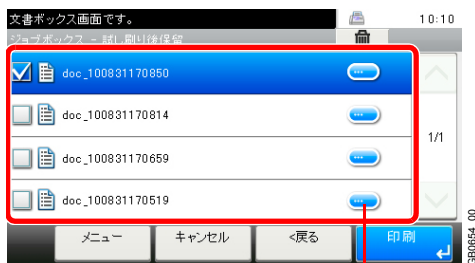 文書ボックス画面です。
10:10
ジョブボックス - 試し刷り後保留
doc_100831170850
doc_100831170814
doc_100831170659
doc_100831170519
1/1
メニュー
キャンセル
<戻る
印刷
GB0654_00